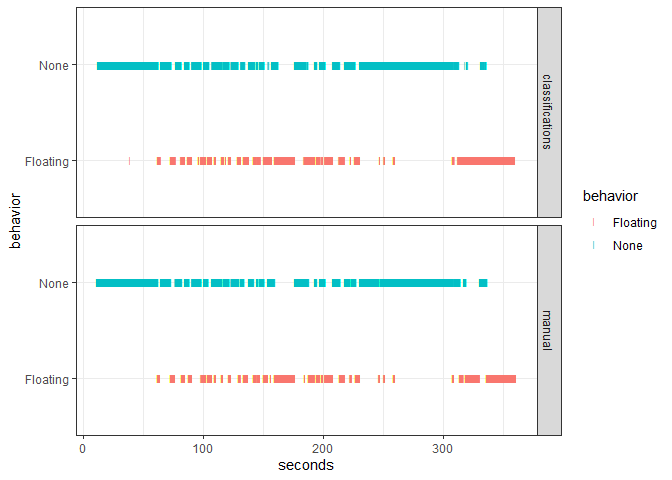 None
Floating
classifications
None
Floating
manual
behavior
0
100
200
300
seconds
behavior
Floating
None